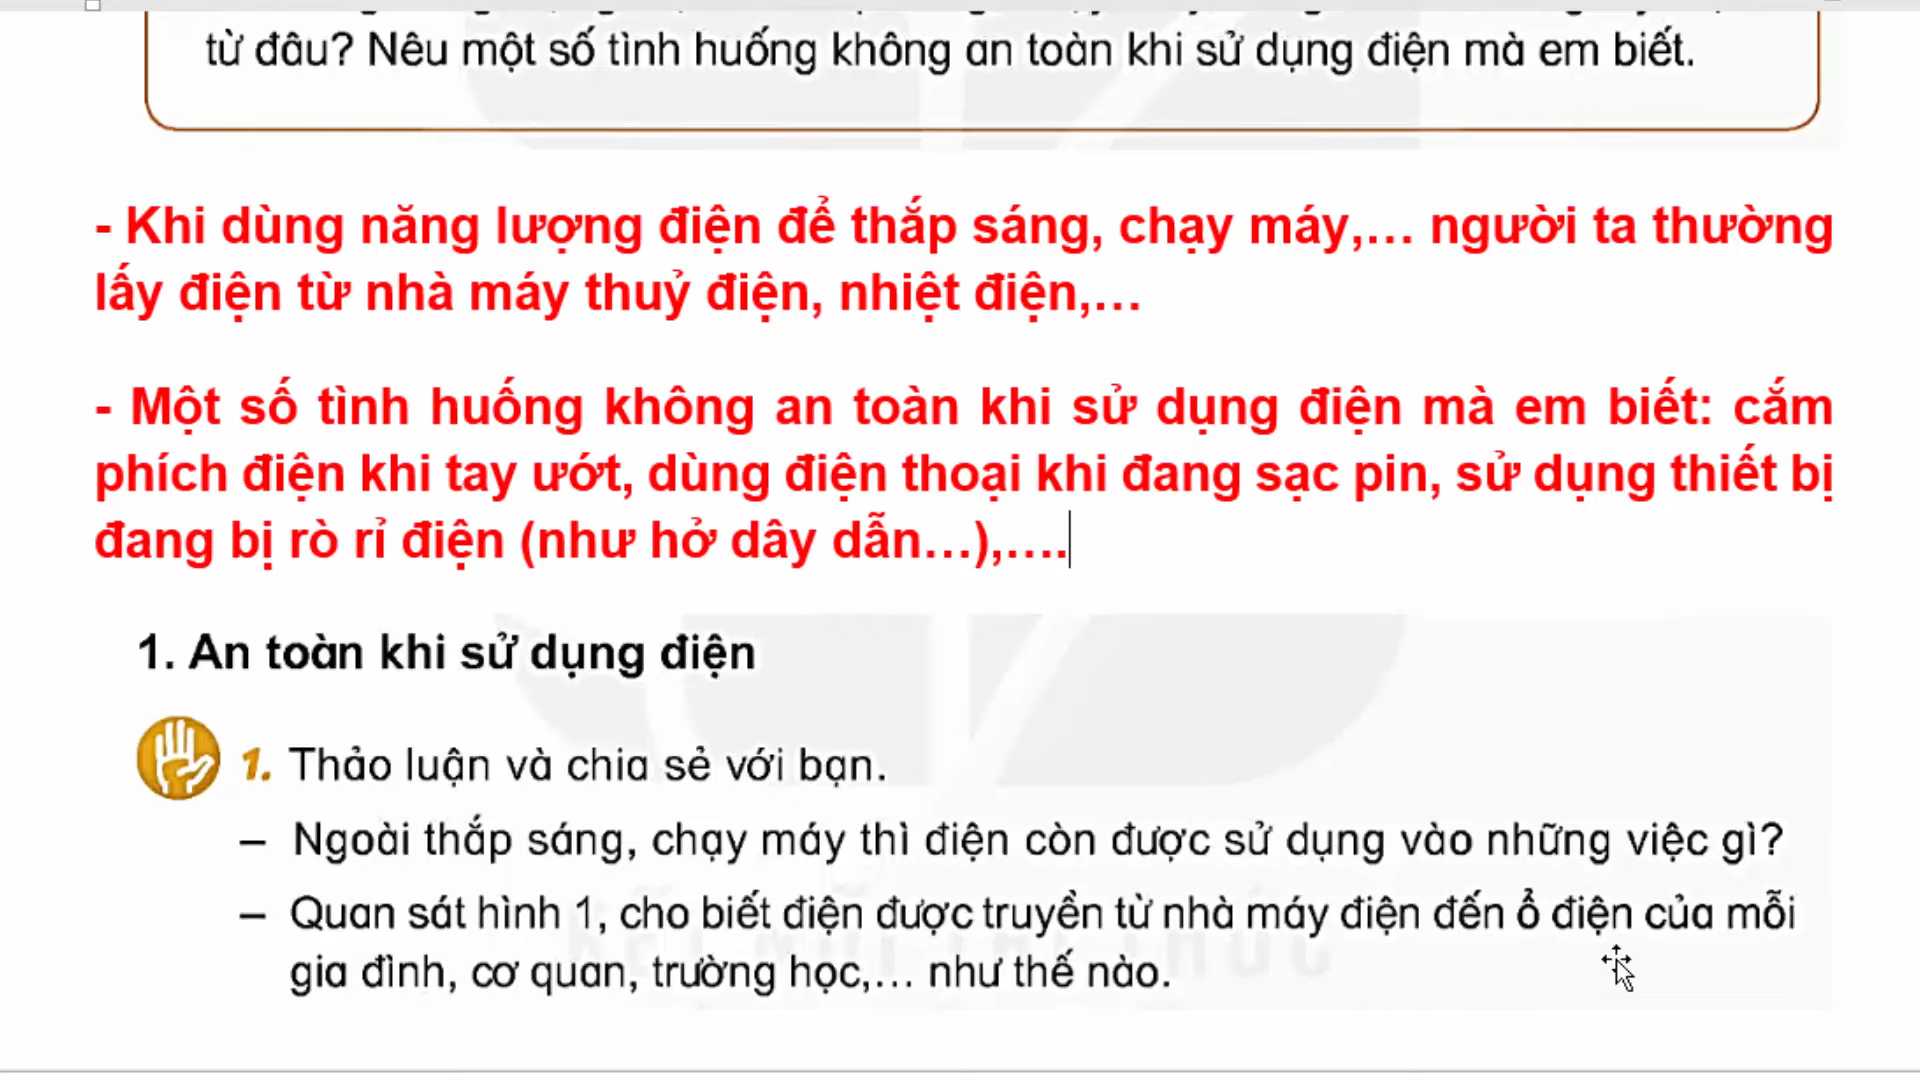 từ đâu? Nêu một số tình huống không an toàn khi sử dụng điện mà em biết.
- Khi dùng năng lượng điện để thắp sáng, chạy máy,... người ta thường
lấy điện từ nhà máy thuỷ điện, nhiệt điện,...
- Một số tình huống không an toàn khi sử dụng điện mà em biết: cắm
phích điện khi tay ướt, dùng điện thoại khi đang sạc pin, sử dụng thiết bị
đang bị rò rỉ điện (như hở dây dẫn...),....
1. An toàn khi sử dụng điện
1. Thảo luận và chia sẻ với bạn.
– Ngoài thắp sáng, chạy máy thì điện còn được sử dụng vào những việc gì?
– Quan sát hình 1, cho biết điện được truyền từ nhà máy điện đến ổ điện của mỗi
gia đình, cơ quan, trường học,... như thế nào.